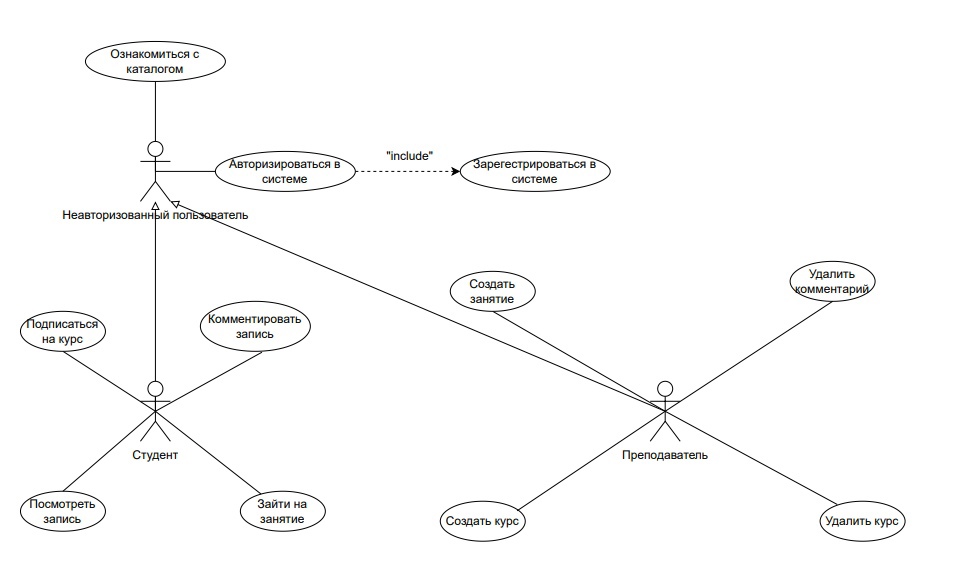 Ознакомиться с
каталогом
"include"
Авторизироваться в
системе
Зарегестрироваться в
системе
Неавторизованный пользователь
Создать
занятие
Удалить
комментарий
Подписаться
на курс
Комментировать
запись
Студент
Преподаватель
Посмотреть
запись
Зайти на
занятие
Создать курс
Удалить курс